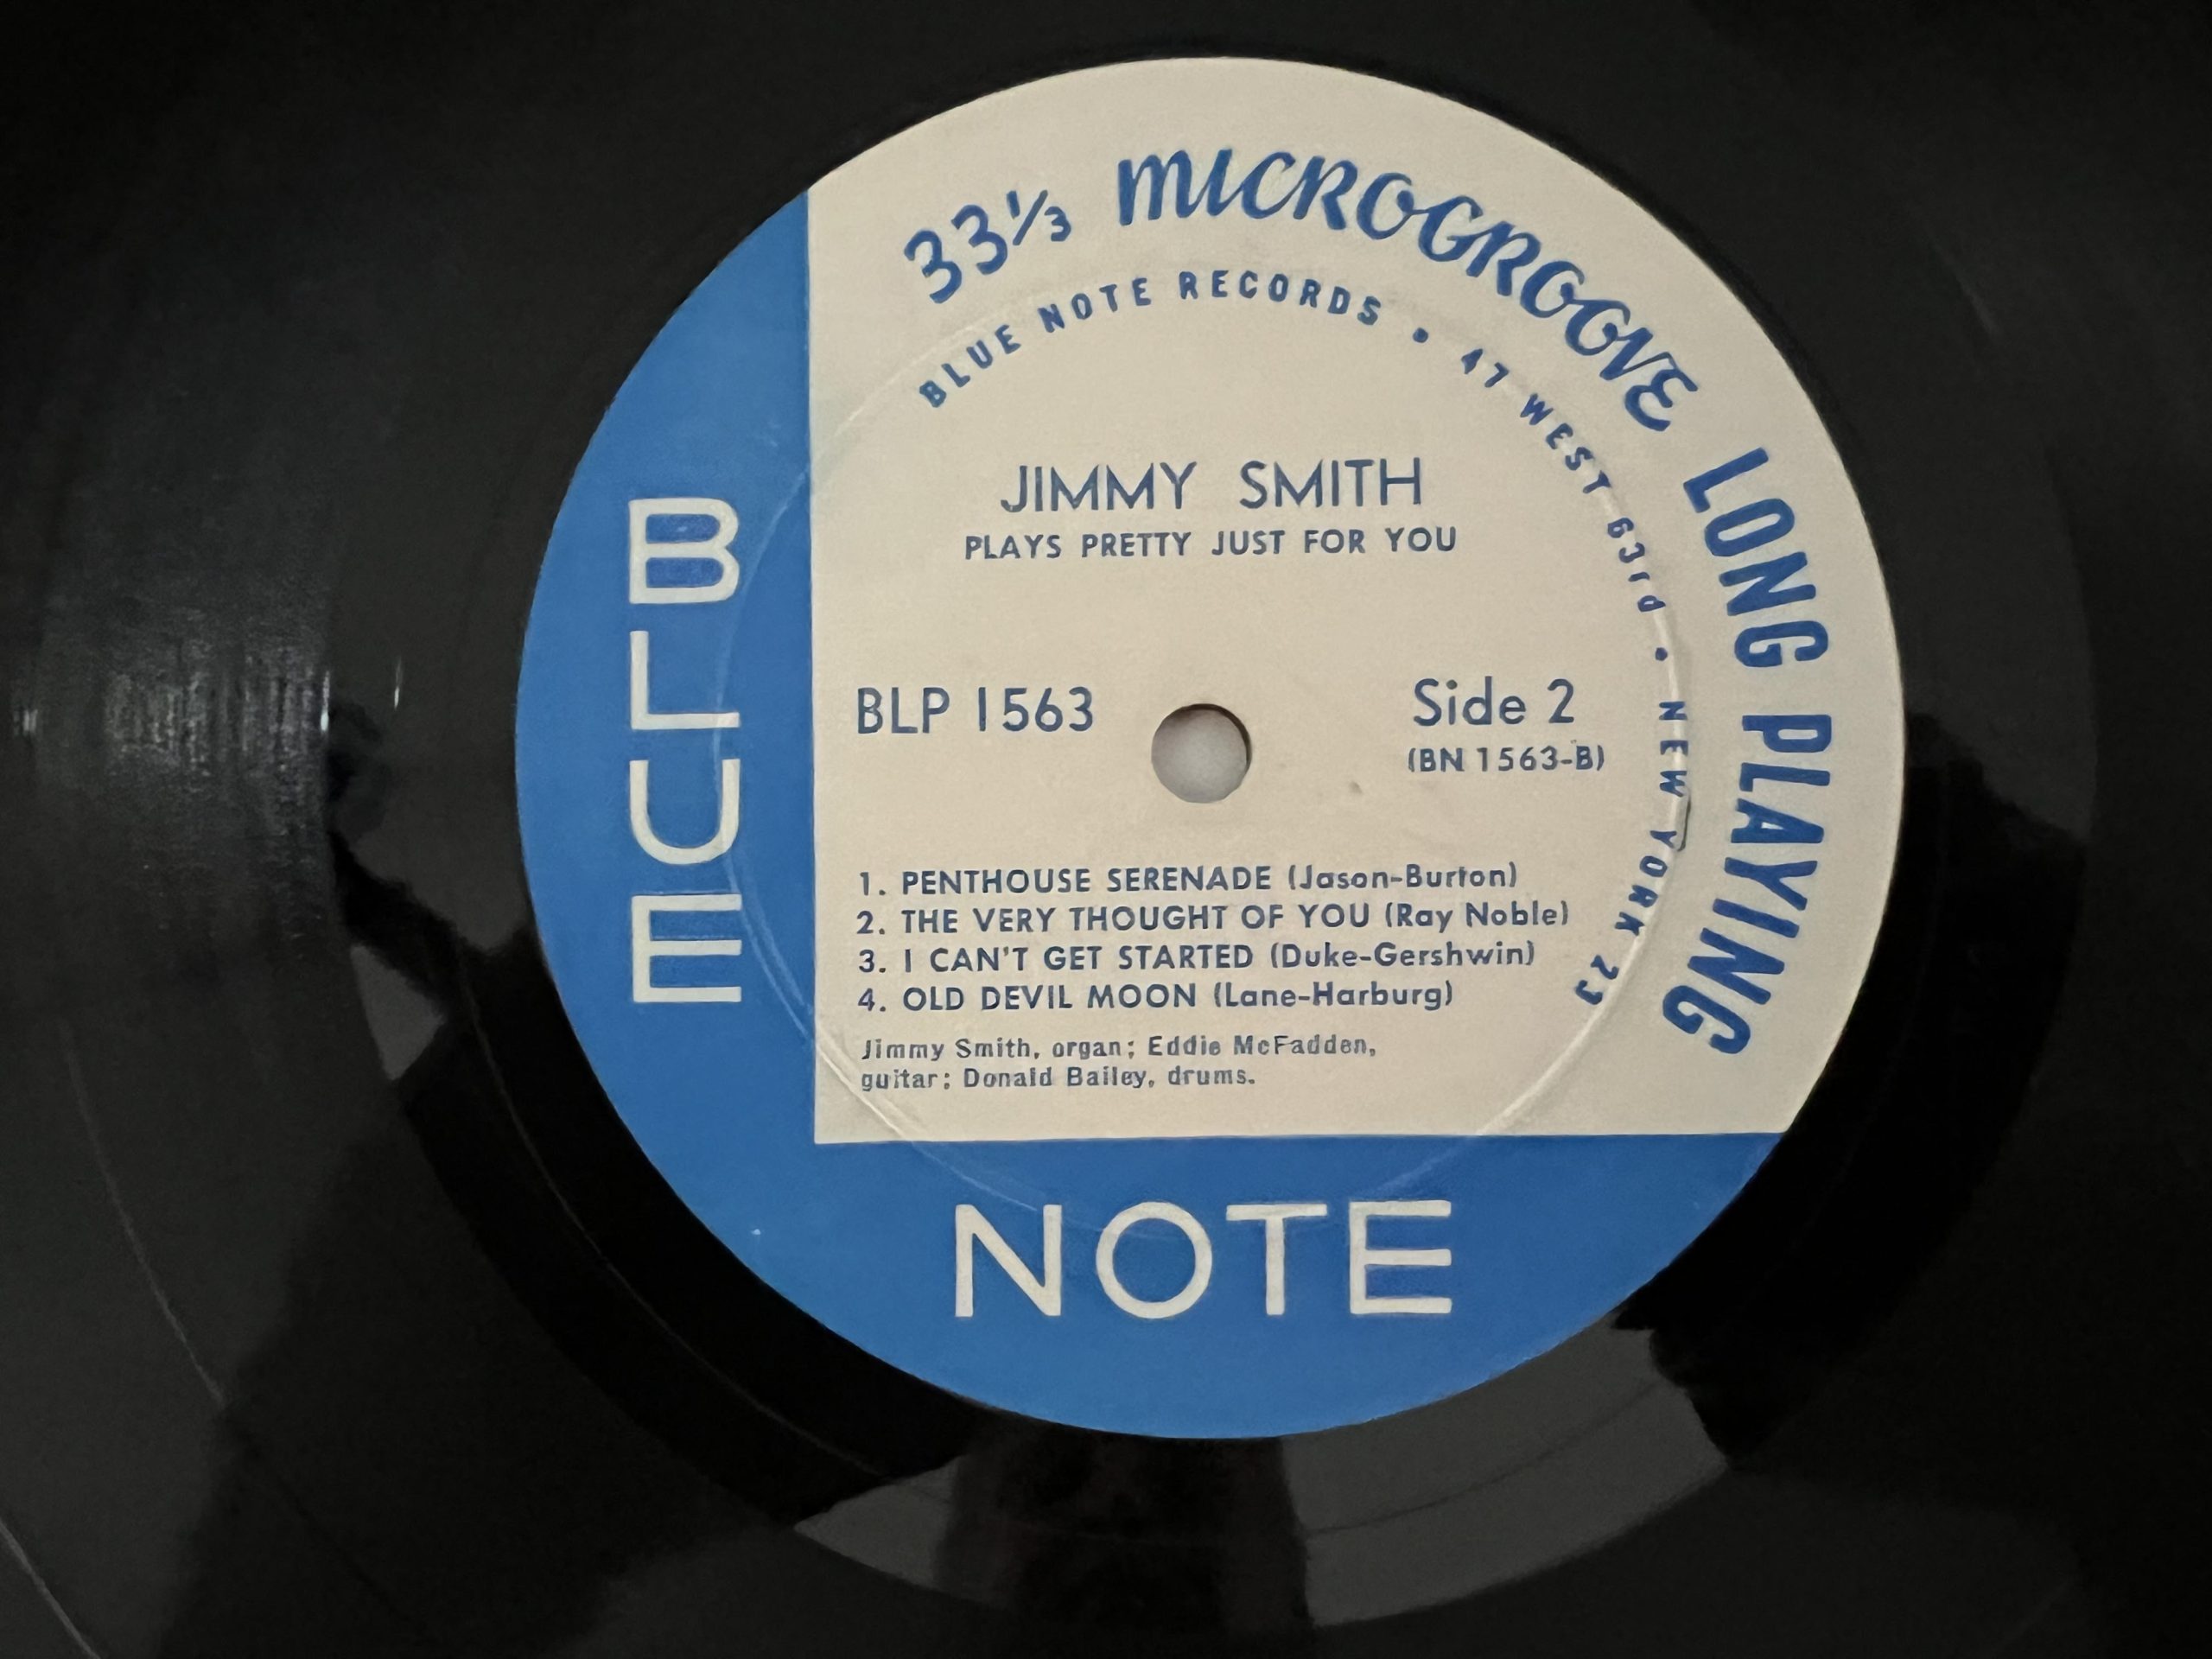 33⅓ MICROGROOVE LONG PLAYING
BLUE NOTE RECORDS • 47 WEST 63rd • NEW YORK 23
JIMMY SMITH
PLAYS PRETTY JUST FOR YOU
BLP 1563
Side 2
(BN 1563-B)
1. PENTHOUSE SERENADE (Jason-Burton)
2. THE VERY THOUGHT OF YOU (Ray Noble)
3. I CAN'T GET STARTED (Duke-Gershwin)
4. OLD DEVIL MOON (Lane-Harburg)
Jimmy Smith, organ; Eddie McFadden,
guitar; Donald Bailey, drums.
BLUE
NOTE